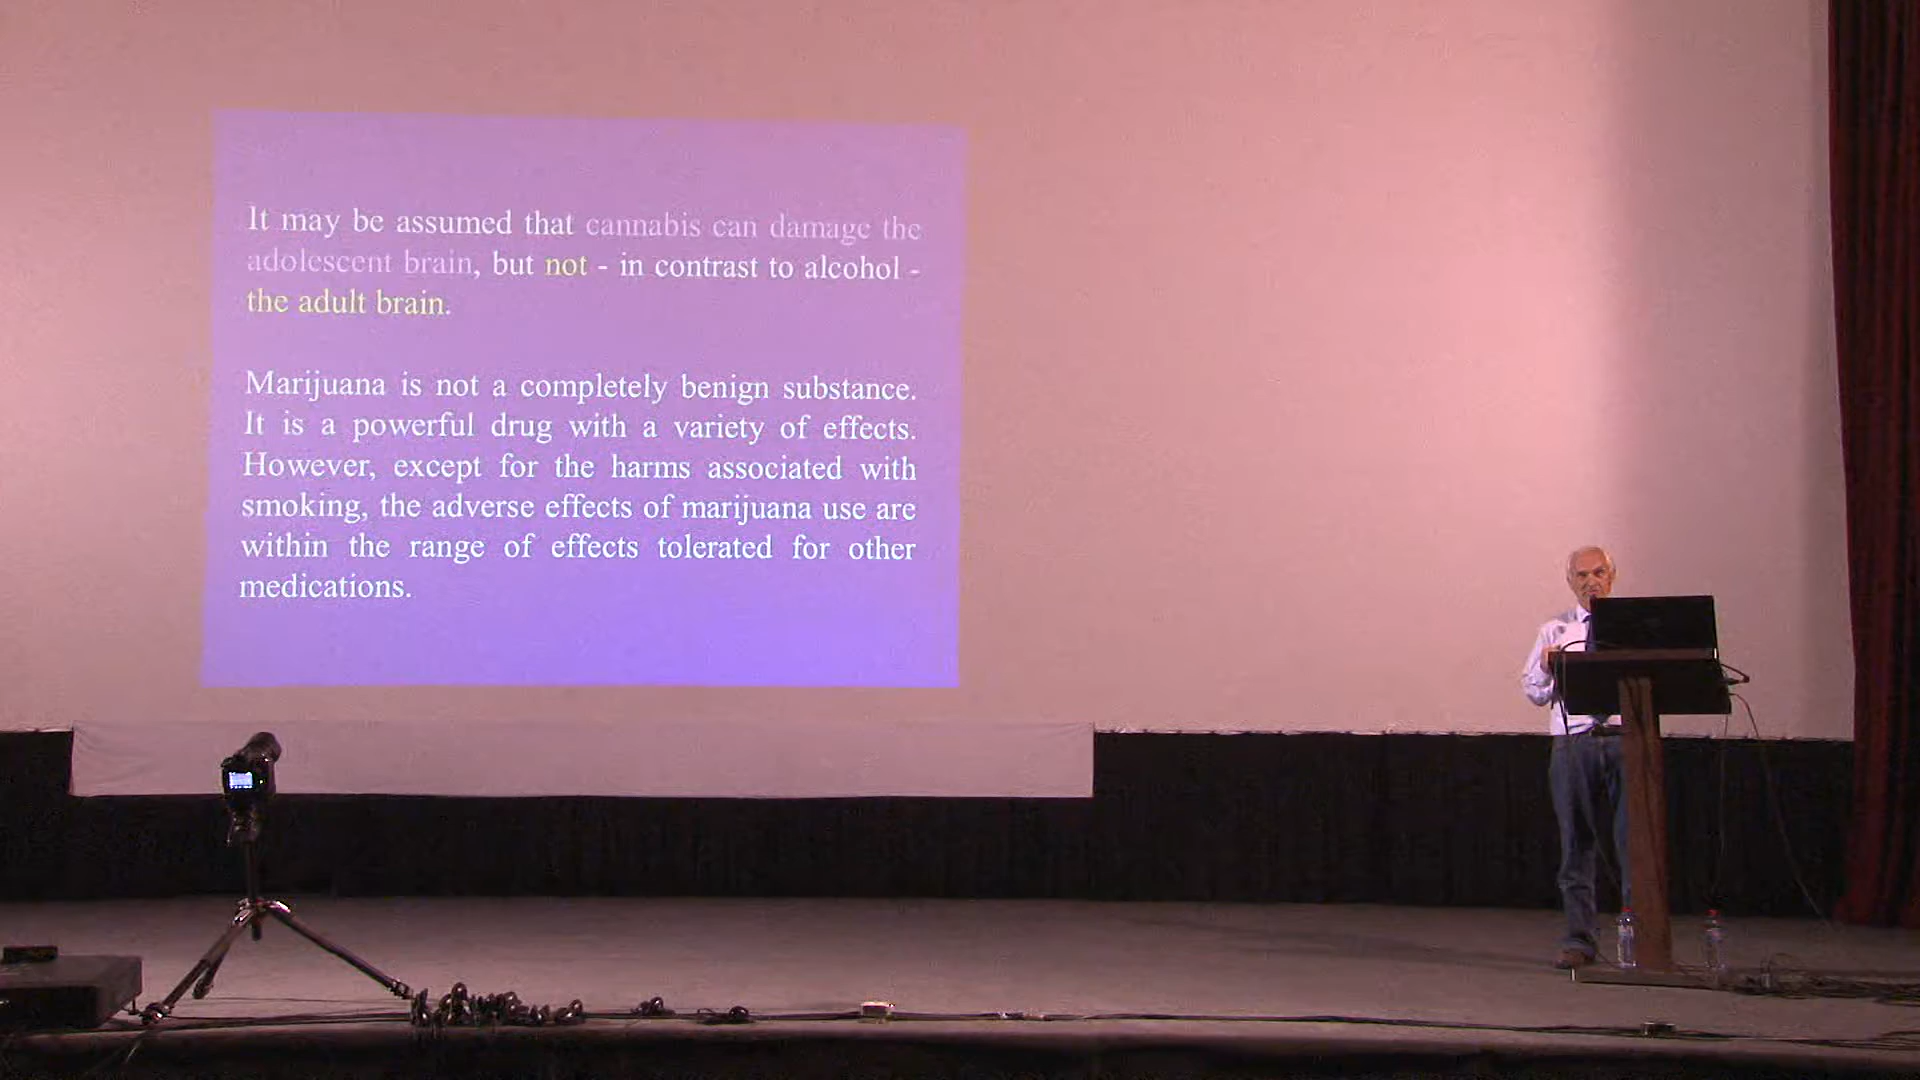 It may be assumed that cannabis can damage the
adolescent brain, but not - in contrast to alcohol -
the adult brain.
Marijuana is not a completely benign substance.
It is a powerful drug with a variety of effects.
However, except for the harms associated with
smoking, the adverse effects of marijuana use are
within the range of effects tolerated for other
medications.